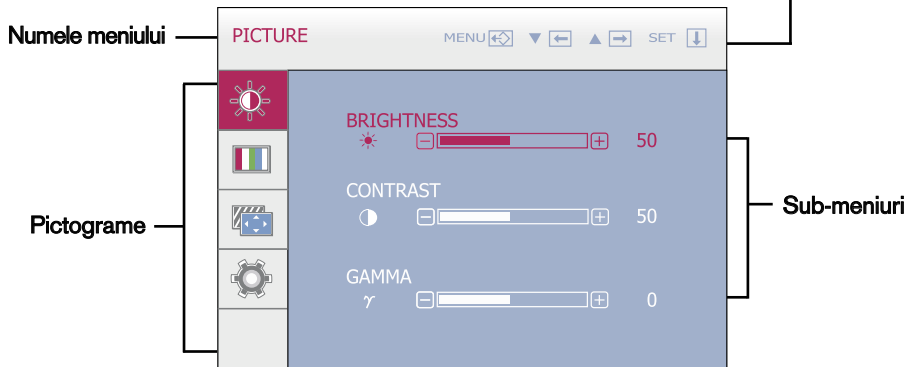 Numele meniului
PICTURE
MENU ▼ ▲ SET
BRIGHTNESS
50
CONTRAST
50
Sub-meniuri
Pictograme
GAMMA
γ 0